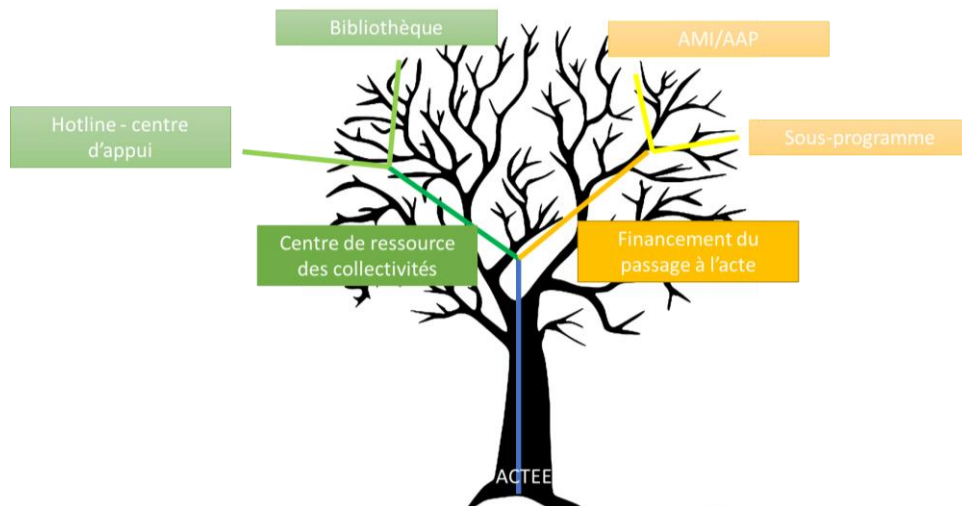 Bibliothèque
AMI/AAP
Hotline - centre
d'appui
Sous-programme
Centre de ressource
des collectivités
Financement du
passage à l'acte
ACTEE